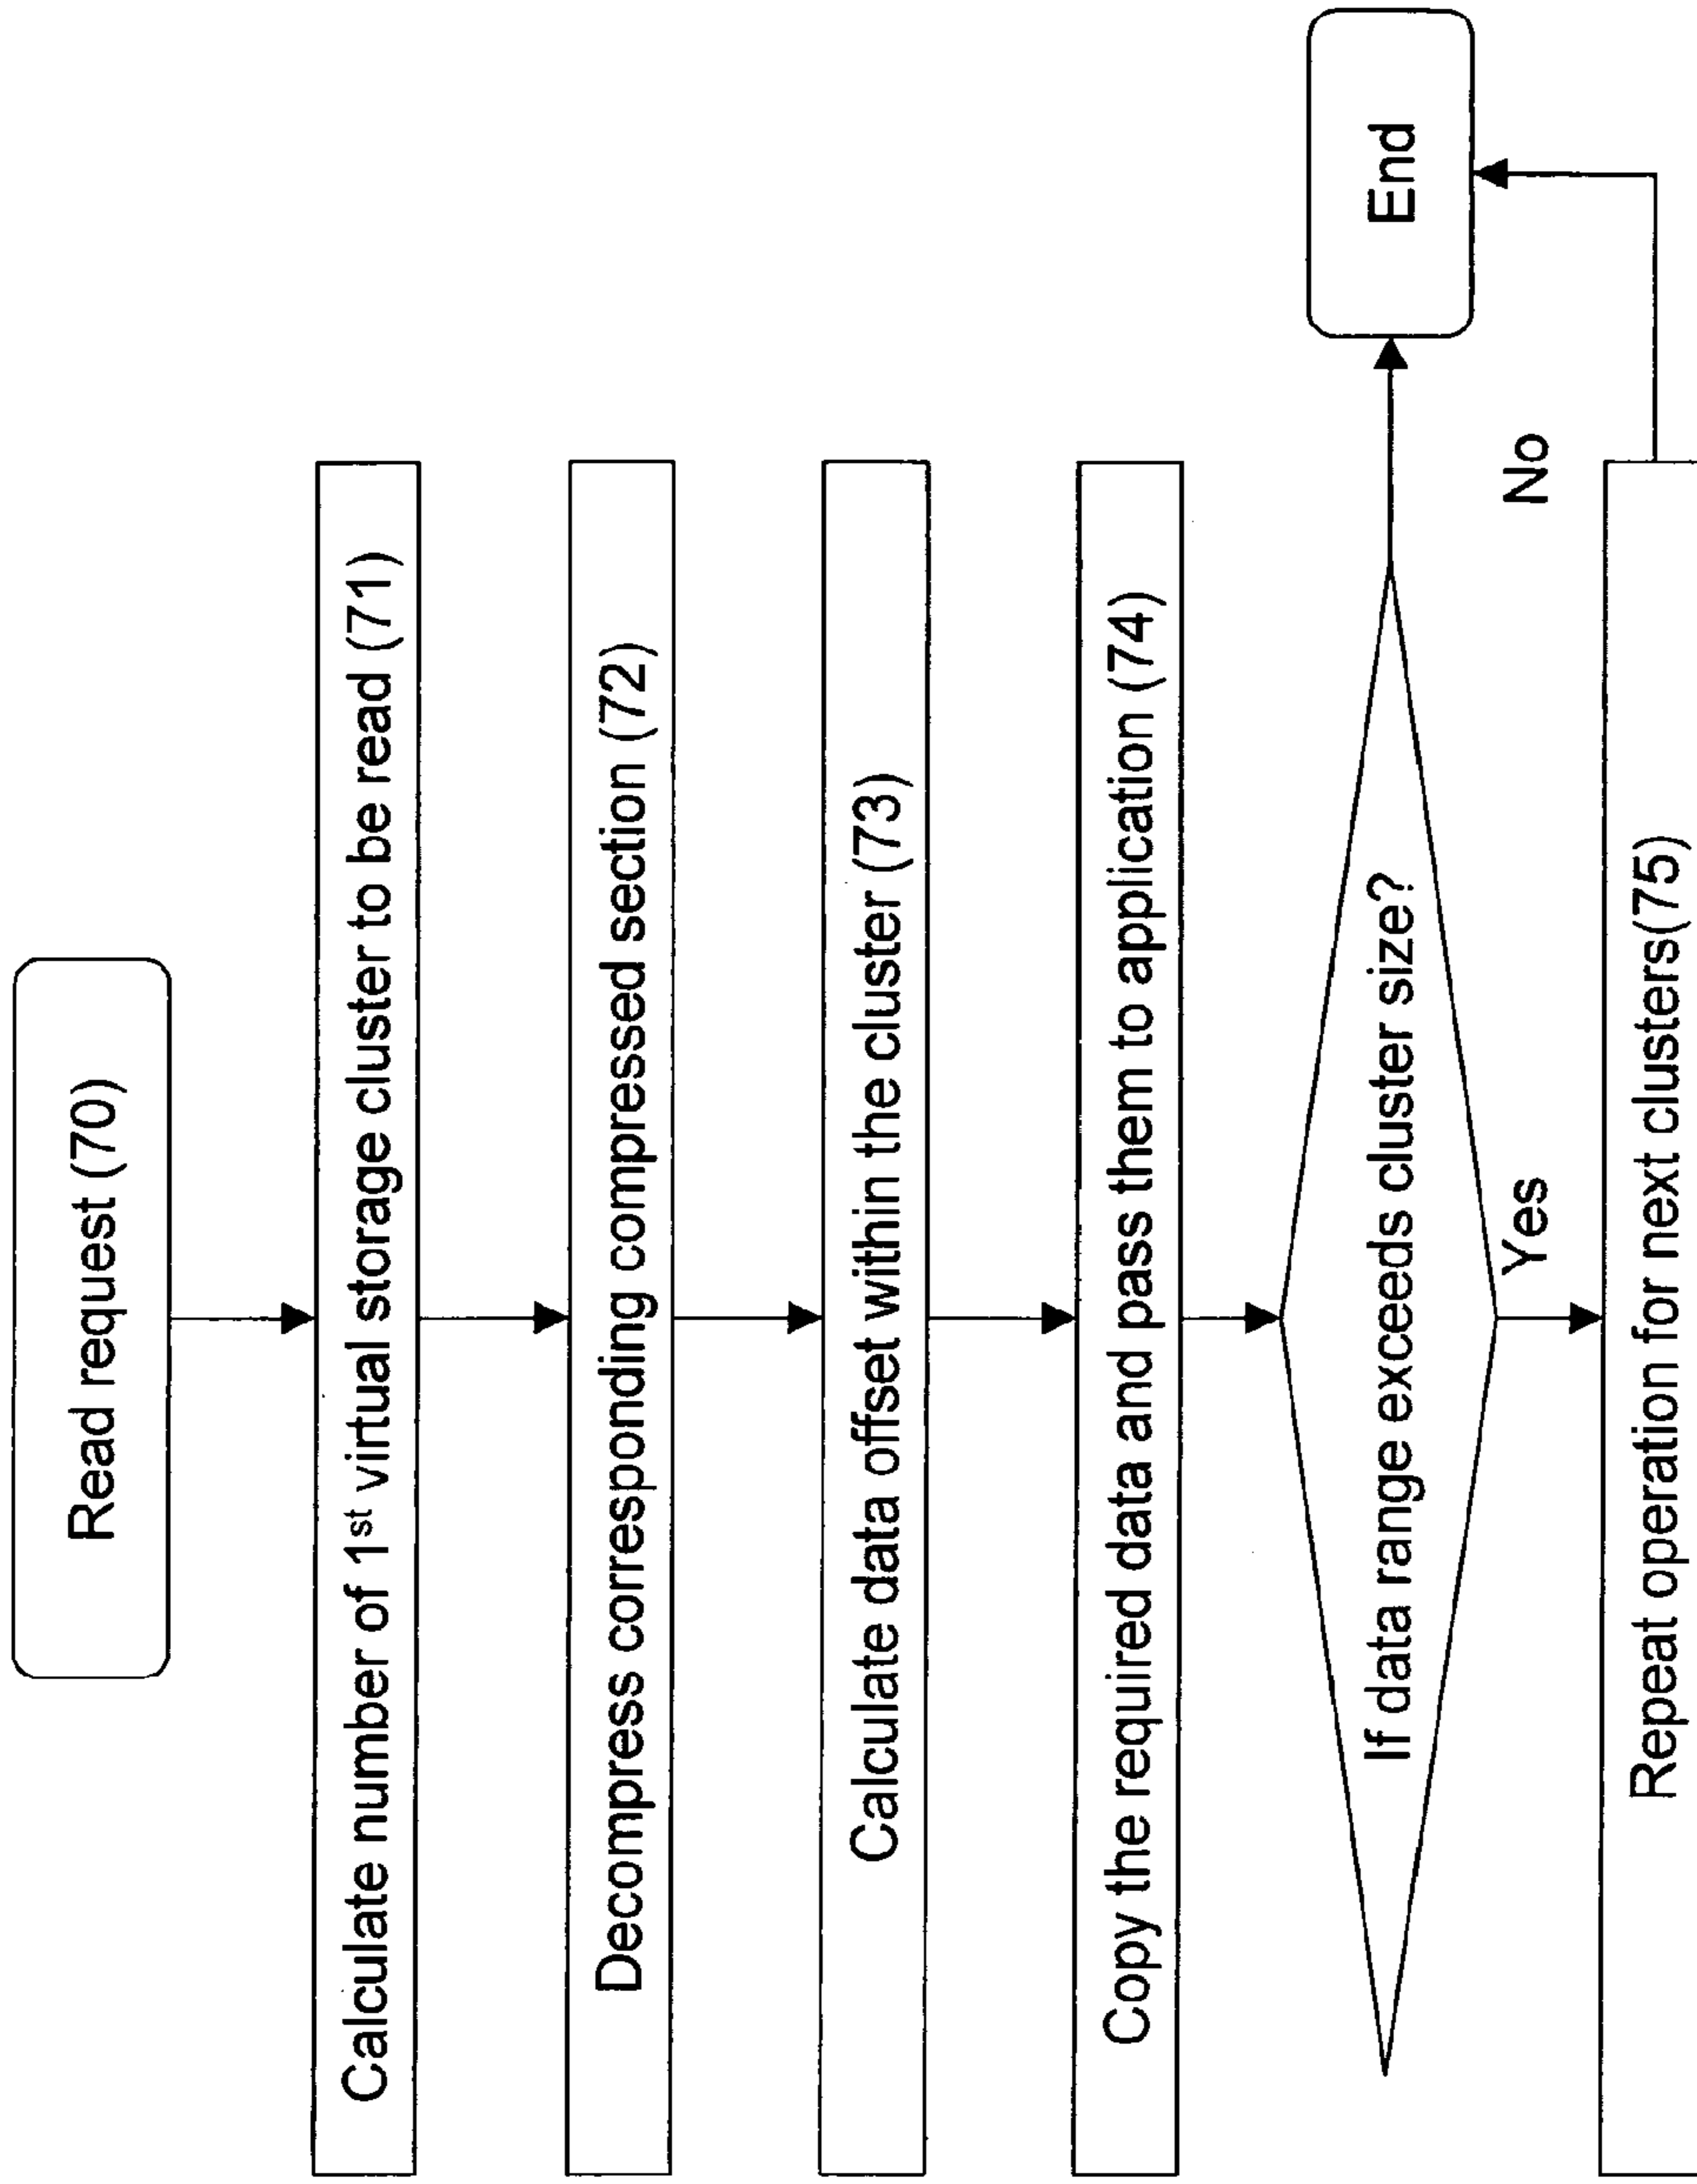 Read request (70)
Calculate number of 1st virtual storage cluster to be read (71)
Decompress corresponding compressed section (72)
Calculate data offset within the cluster (73)
Copy the required data and pass them to application (74)
If data range exceeds cluster size?
No
End
Yes
Repeat operation for next clusters(75)